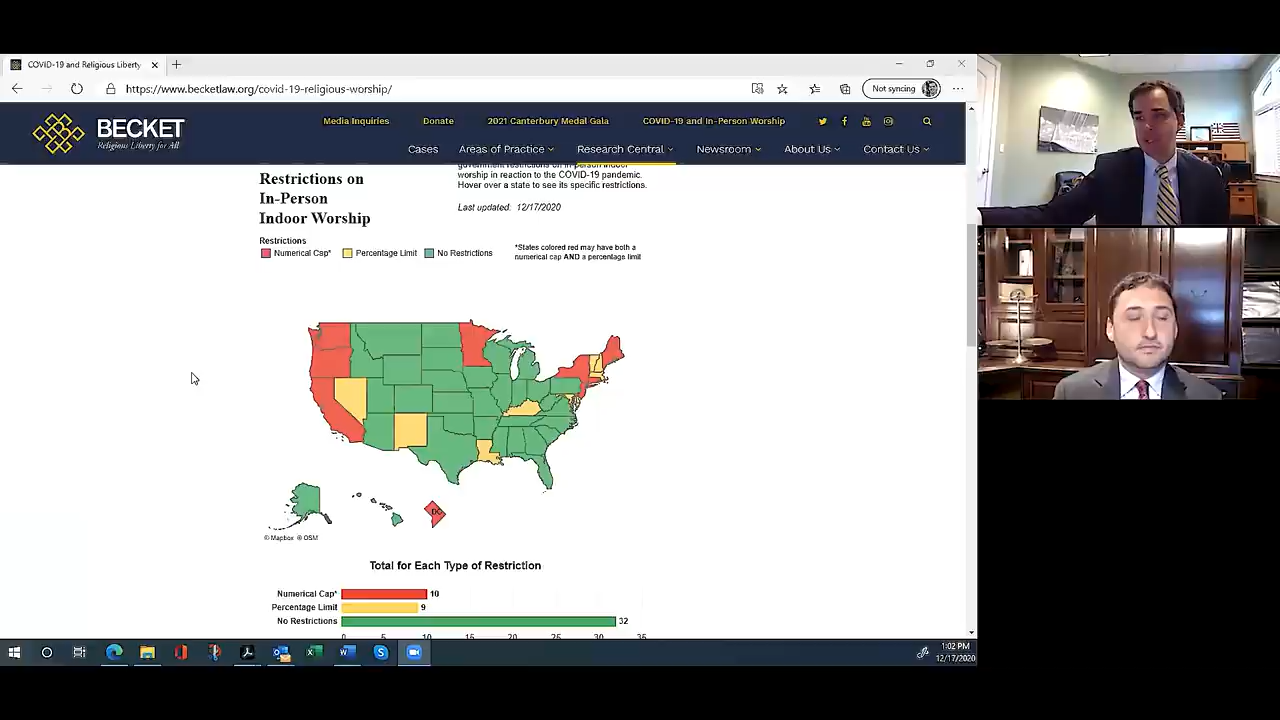 COVID-19 and Religious Liberty
https://www.becketlaw.org/covid-19-religious-worship/
Not syncing
BECKET
Religious Liberty for All
Media Inquiries
Donate
2021 Canterbury Medal Gala
COVID-19 and In-Person Worship
Cases
Areas of Practice
Research Central
Newsroom
About Us
Contact Us
Restrictions on
In-Person
Indoor Worship
government restrictions on in-person indoor
worship in reaction to the COVID-19 pandemic.
Hover over a state to see its specific restrictions.
Last updated: 12/17/2020
Restrictions
Numerical Cap*
Percentage Limit
No Restrictions
*States colored red may have both a
numerical cap AND a percentage limit
DC
© Mapbox © OSM
Total for Each Type of Restriction
Numerical Cap* 10
Percentage Limit 9
No Restrictions 32
0 5 10 15 20 25 30 35
1:02 PM
12/17/2020